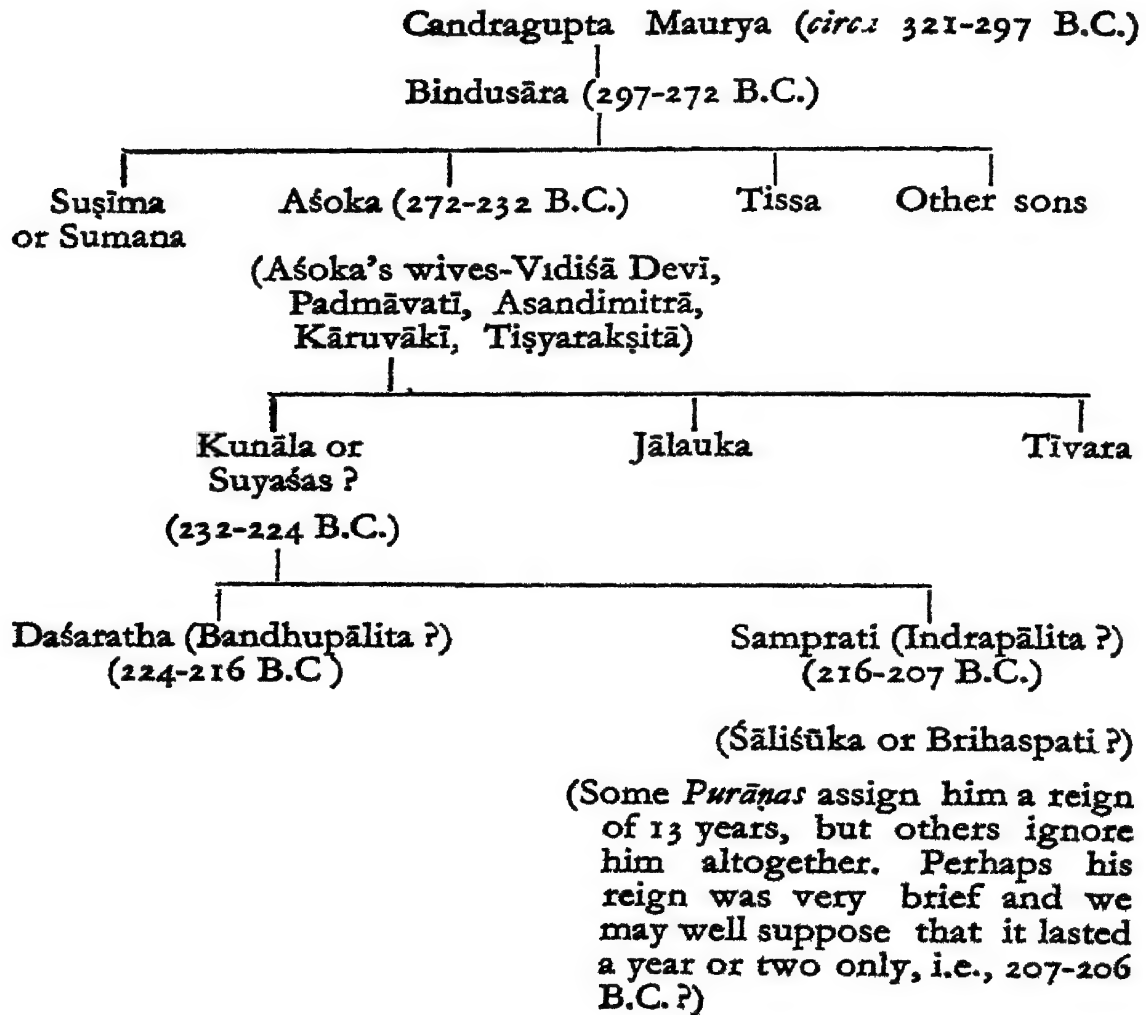 Candragupta Maurya (circa 321-297 B.C.)
Bindusāra (297-272 B.C.)
Suṣīma
or Sumana
Aśoka (272-232 B.C.)
Tissa
Other sons
(Aśoka's wives-Vidiśā Devī,
Padmāvatī, Asandimitrā,
Kāruvākī, Tiṣyarakṣitā)
Kunāla or
Suyaśas ?
(232-224 B.C.)
Jālauka
Tīvara
Daśaratha (Bandhupālita ?)
(224-216 B.C )
Samprati (Indrapālita ?)
(216-207 B.C.)
(Śāliśūka or Brihaspati ?)
(Some Purāṇas assign him a reign
of 13 years, but others ignore
him altogether. Perhaps his
reign was very brief and we
may well suppose that it lasted
a year or two only, i.e., 207-206
B.C. ?)